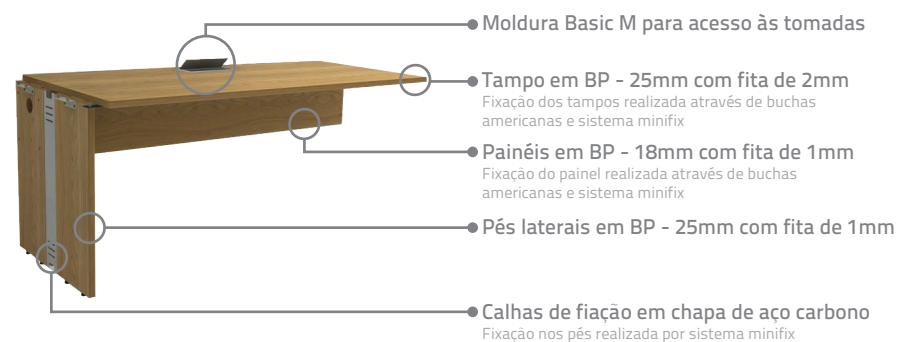 Moldura Basic M para acesso às tomadas
Tampo em BP - 25mm com fita de 2mm
Fixação dos tampos realizada através de buchas
americanas e sistema minifix
Painéis em BP - 18mm com fita de 1mm
Fixação do painel realizada através de buchas
americanas e sistema minifix
Pés laterais em BP - 25mm com fita de 1mm
Calhas de fiação em chapa de aço carbono
Fixação nos pés realizada por sistema minifix